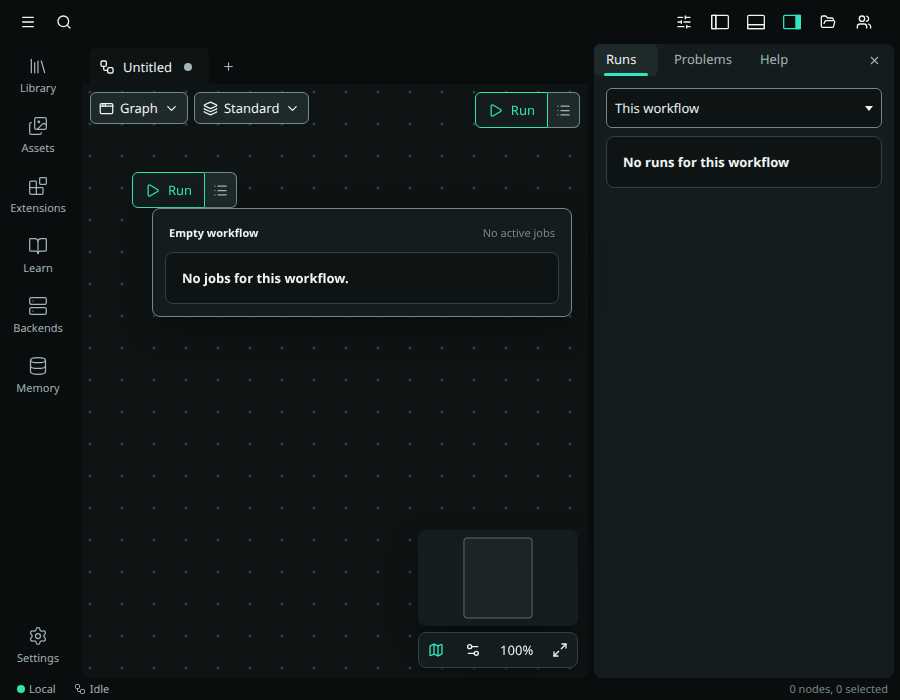 Untitled
Library
Assets
Extensions
Learn
Backends
Memory
Settings
Graph
Standard
Run
Run
Empty workflow
No active jobs
No jobs for this workflow.
100%
Runs
Problems
Help
This workflow
No runs for this workflow
Local
Idle
0 nodes, 0 selected